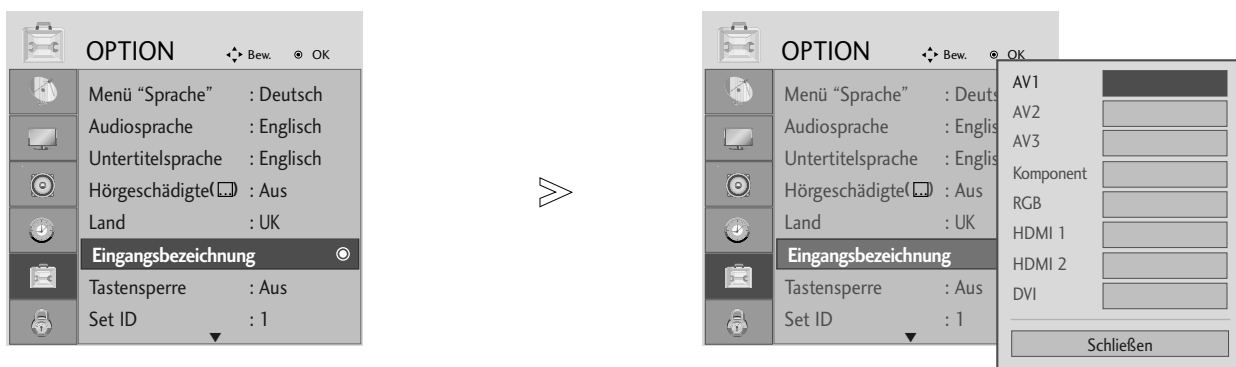 OPTION Bew. OK
Menü “Sprache” : Deutsch
Audiosprache : Englisch
Untertitelsprache : Englisch
Hörgeschädigte( ) : Aus
Land : UK
Eingangsbezeichnung
Tastensperre : Aus
Set ID : 1
>
OPTION Bew. OK
Menü “Sprache” : Deuts
Audiosprache : Englis
Untertitelsprache : Englis
Hörgeschädigte( ) : Aus
Land : UK
Eingangsbezeichnung
Tastensperre : Aus
Set ID : 1
AV1
AV2
AV3
Komponent
RGB
HDMI 1
HDMI 2
DVI
Schließen